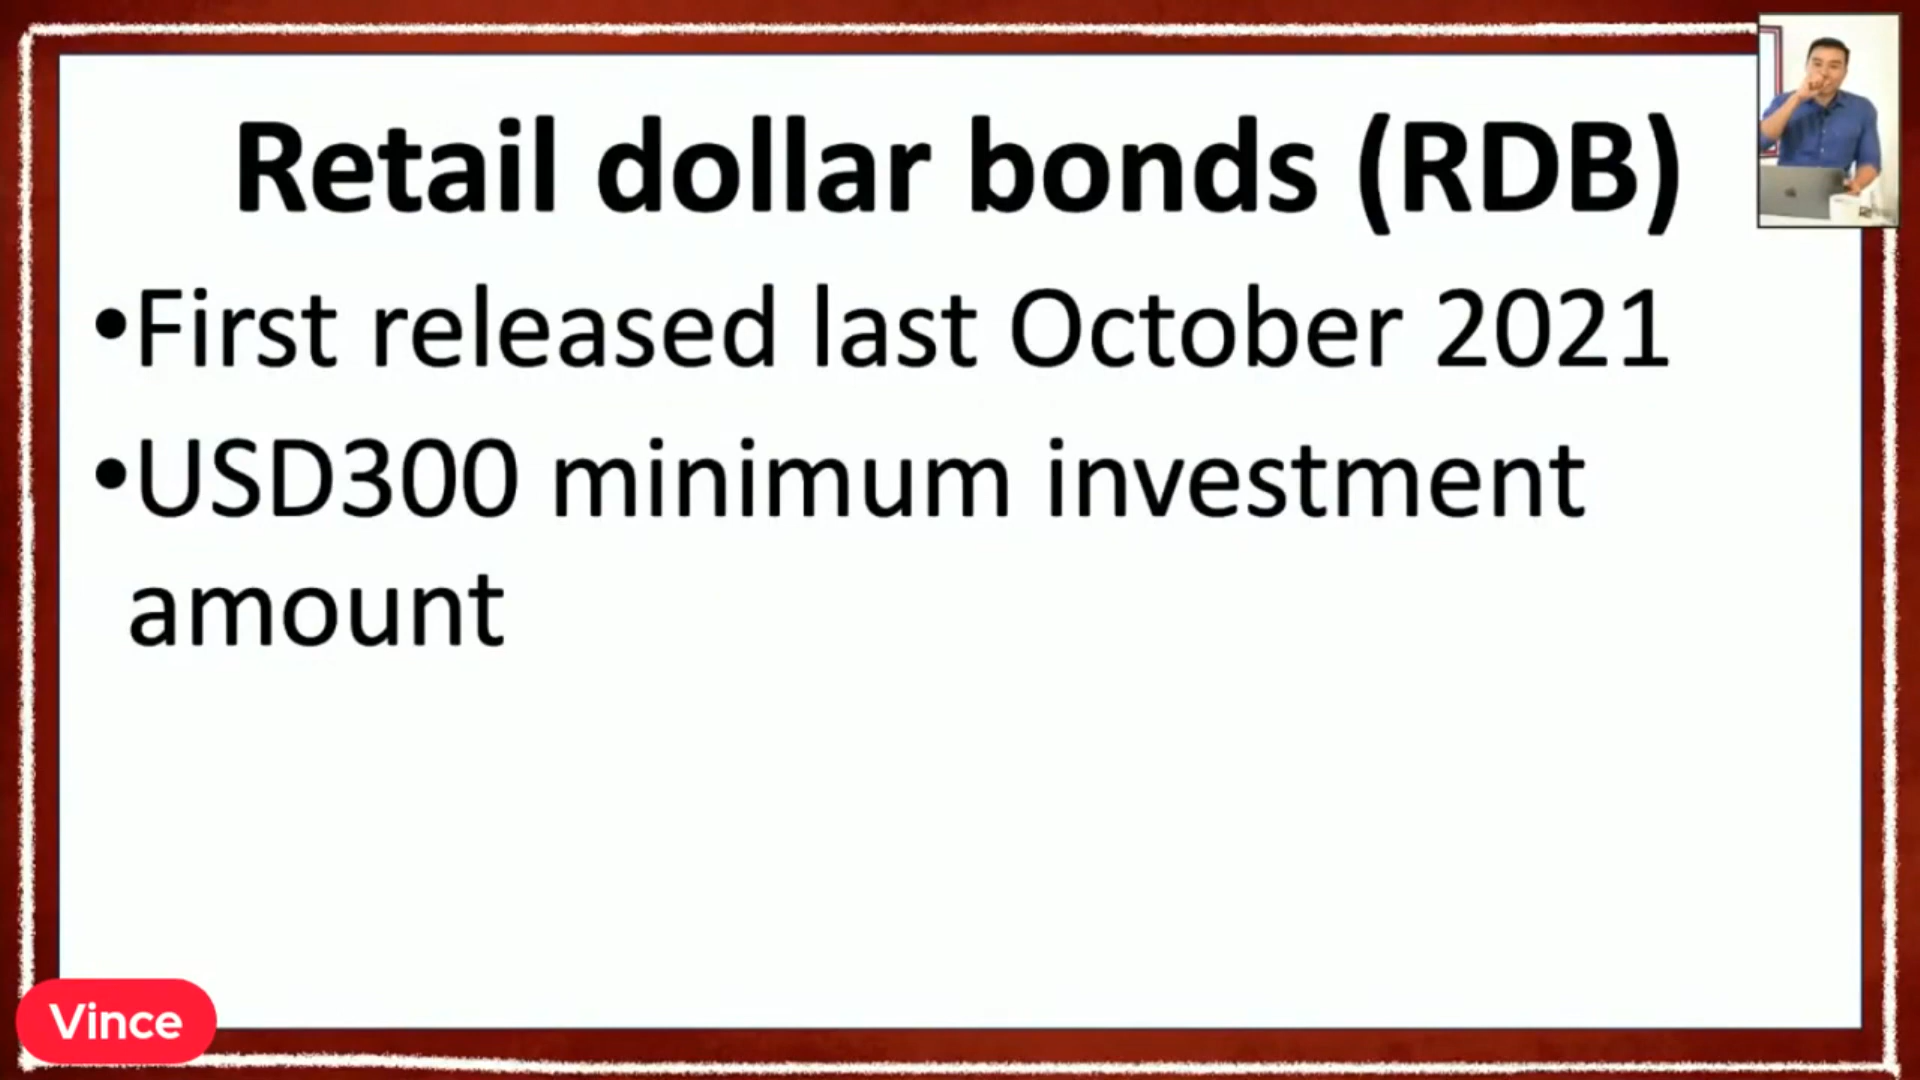 Retail dollar bonds (RDB)
•First released last October 2021
•USD300 minimum investment
amount
Vince